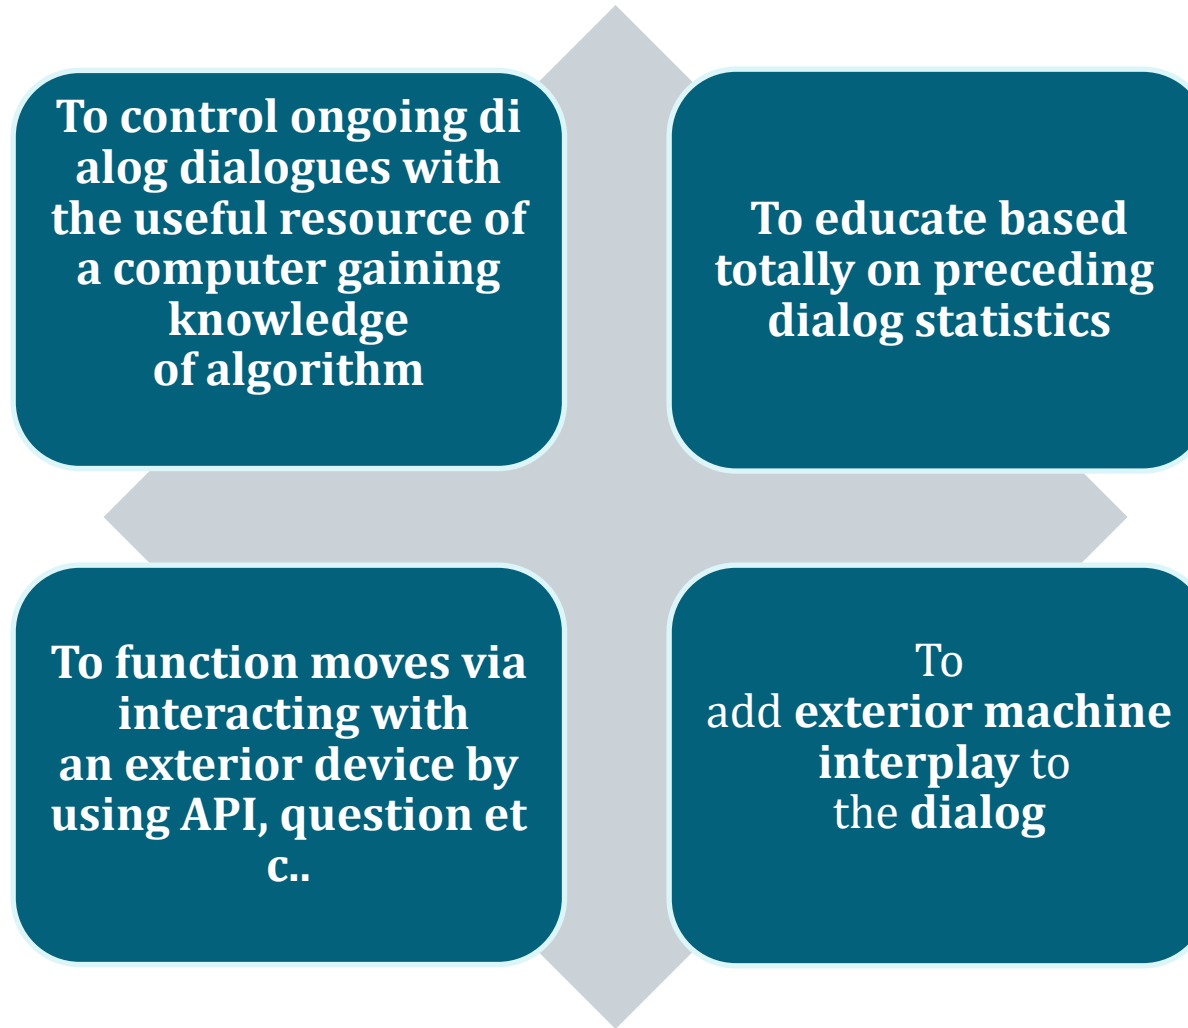 To control ongoing di
alog dialogues with
the useful resource of
a computer gaining
knowledge
of algorithm
To educate based
totally on preceding
dialog statistics
To function moves via
interacting with
an exterior device by
using API, question et
c..
To
add exterior machine
interplay to
the dialog